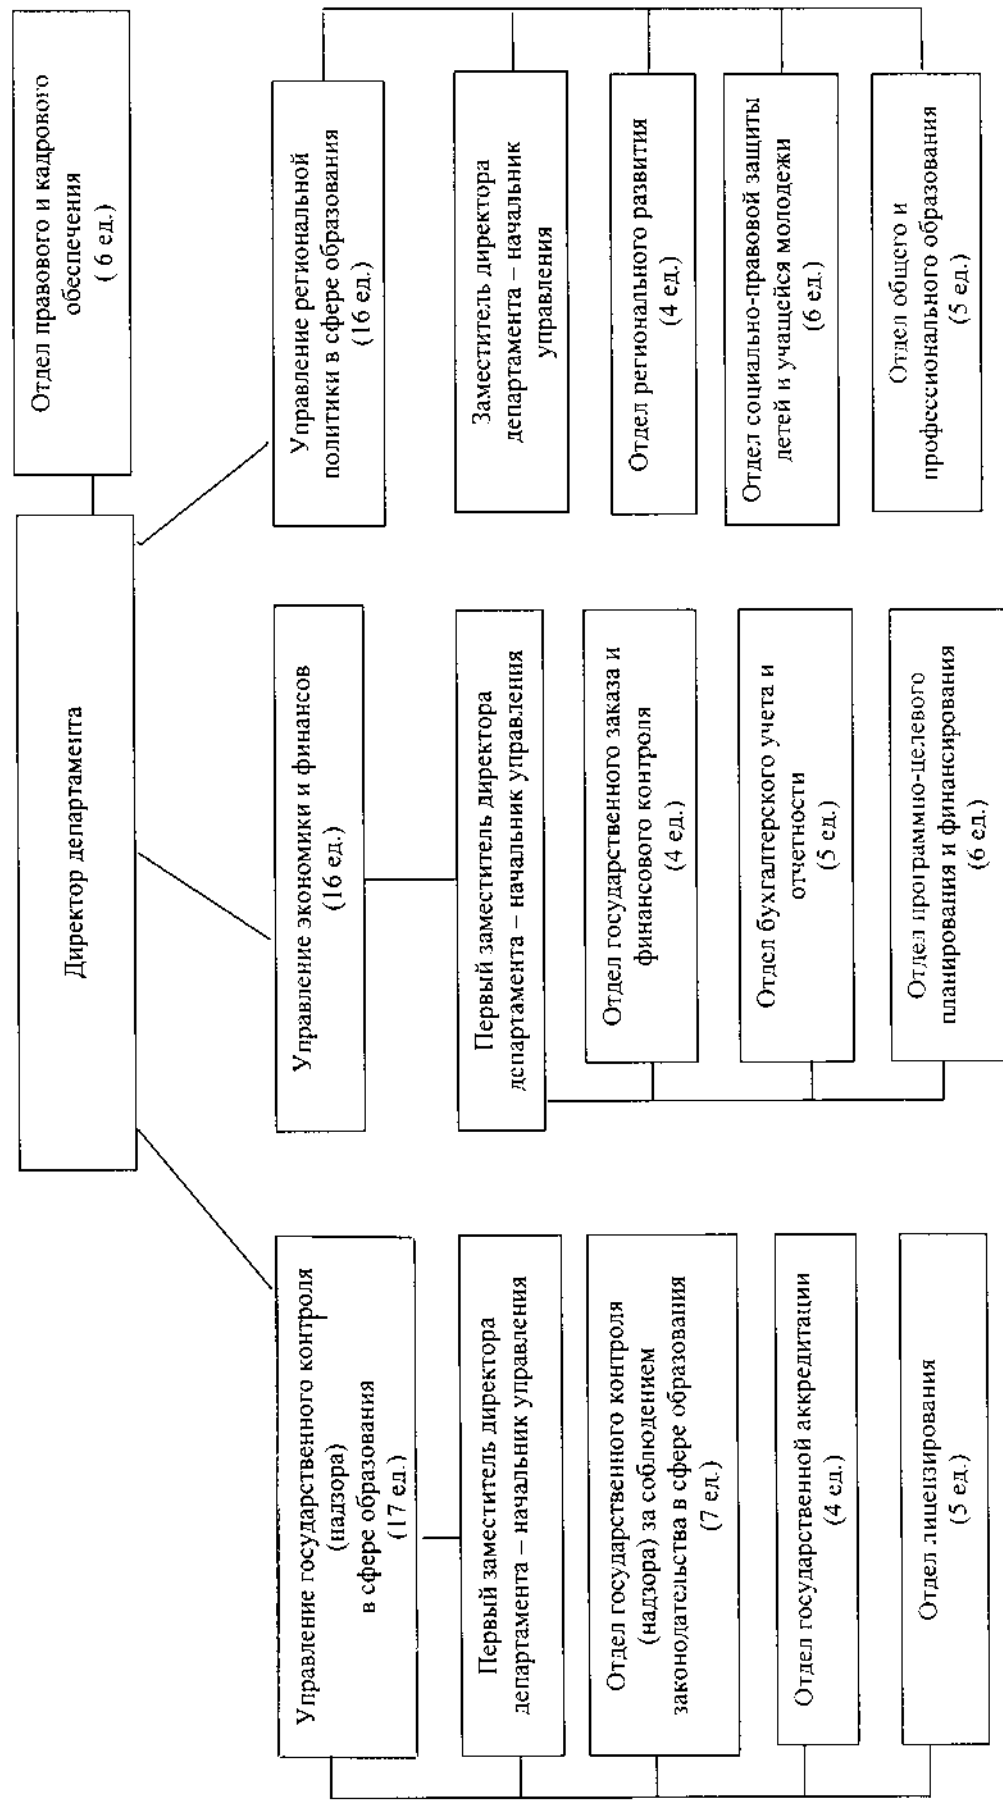 Директор департамента
Отдел правового и кадрового
обеспечения
( 6 ед.)
Управление государственного контроля
(надзора)
в сфере образования
(17 ед.)
Первый заместитель директора
департамента – начальник управления
Отдел государственного контроля
(надзора) за соблюдением
законодательства в сфере образования
(7 ед.)
Отдел государственной аккредитации
(4 ед.)
Отдел лицензирования
(5 ед.)
Управление экономики и финансов
(16 ед.)
Первый заместитель директора
департамента – начальник управления
Отдел государственного заказа и
финансового контроля
(4 ед.)
Отдел бухгалтерского учета и
отчетности
(5 ед.)
Отдел программно-целевого
планирования и финансирования
(6 ед.)
Управление региональной
политики в сфере образования
(16 ед.)
Заместитель директора
департамента – начальник
управления
Отдел регионального развития
(4 ед.)
Отдел социально-правовой защиты
детей и учащейся молодежи
(6 ед.)
Отдел общего и
профессионального образования
(5 ед.)